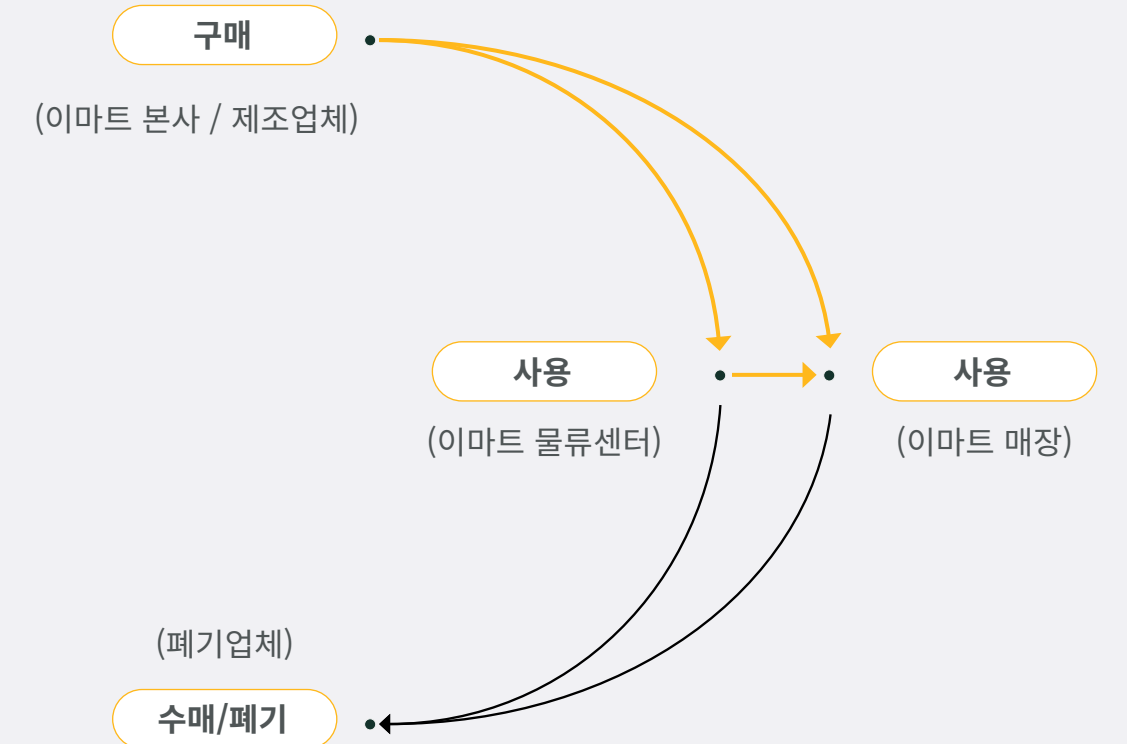 구매
(이마트 본사 / 제조업체)
사용
(이마트 물류센터)
사용
(이마트 매장)
(폐기업체)
수매/폐기